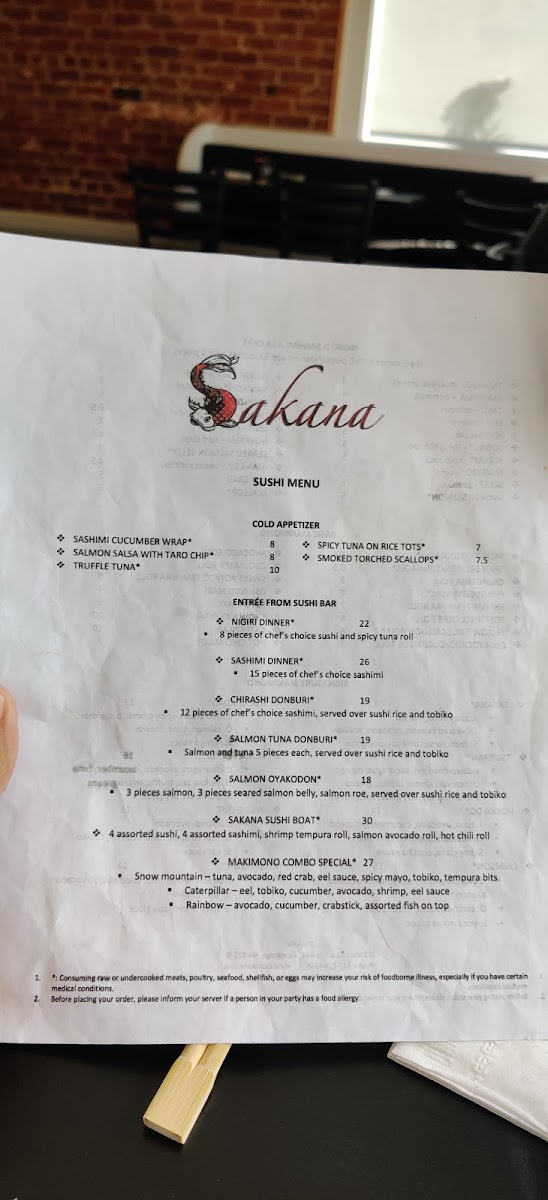 Sakana
SUSHI MENU
COLD APPETIZER
❖ SASHIMI CUCUMBER WRAP* 8
❖ SALMON SALSA WITH TARO CHIP* 8
❖ TRUFFLE TUNA* 10
❖ SPICY TUNA ON RICE TOTS* 7
❖ SMOKED TORCHED SCALLOPS* 7.5
ENTRÉE FROM SUSHI BAR
❖ NIGIRI DINNER* 22
▪ 8 pieces of chef's choice sushi and spicy tuna roll
❖ SASHIMI DINNER* 26
▪ 15 pieces of chef's choice sashimi
❖ CHIRASHI DONBURI* 19
▪ 12 pieces of chef's choice sashimi, served over sushi rice and tobiko
❖ SALMON TUNA DONBURI* 19
▪ Salmon and tuna 5 pieces each, served over sushi rice and tobiko
❖ SALMON OYAKODON* 18
▪ 3 pieces salmon, 3 pieces seared salmon belly, salmon roe, served over sushi rice and tobiko
❖ SAKANA SUSHI BOAT* 30
❖ 4 assorted sushi, 4 assorted sashimi, shrimp tempura roll, salmon avocado roll, hot chili roll
❖ MAKIMONO COMBO SPECIAL* 27
▪ Snow mountain – tuna, avocado, red crab, eel sauce, spicy mayo, tobiko, tempura bits
▪ Caterpillar – eel, tobiko, cucumber, avocado, shrimp, eel sauce
▪ Rainbow – avocado, cucumber, crabstick, assorted fish on top
1. *: Consuming raw or undercooked meats, poultry, seafood, shellfish, or eggs may increase your risk of foodborne illness, especially if you have certain
medical conditions.
2. Before placing your order, please inform your server if a person in your party has a food allergy.